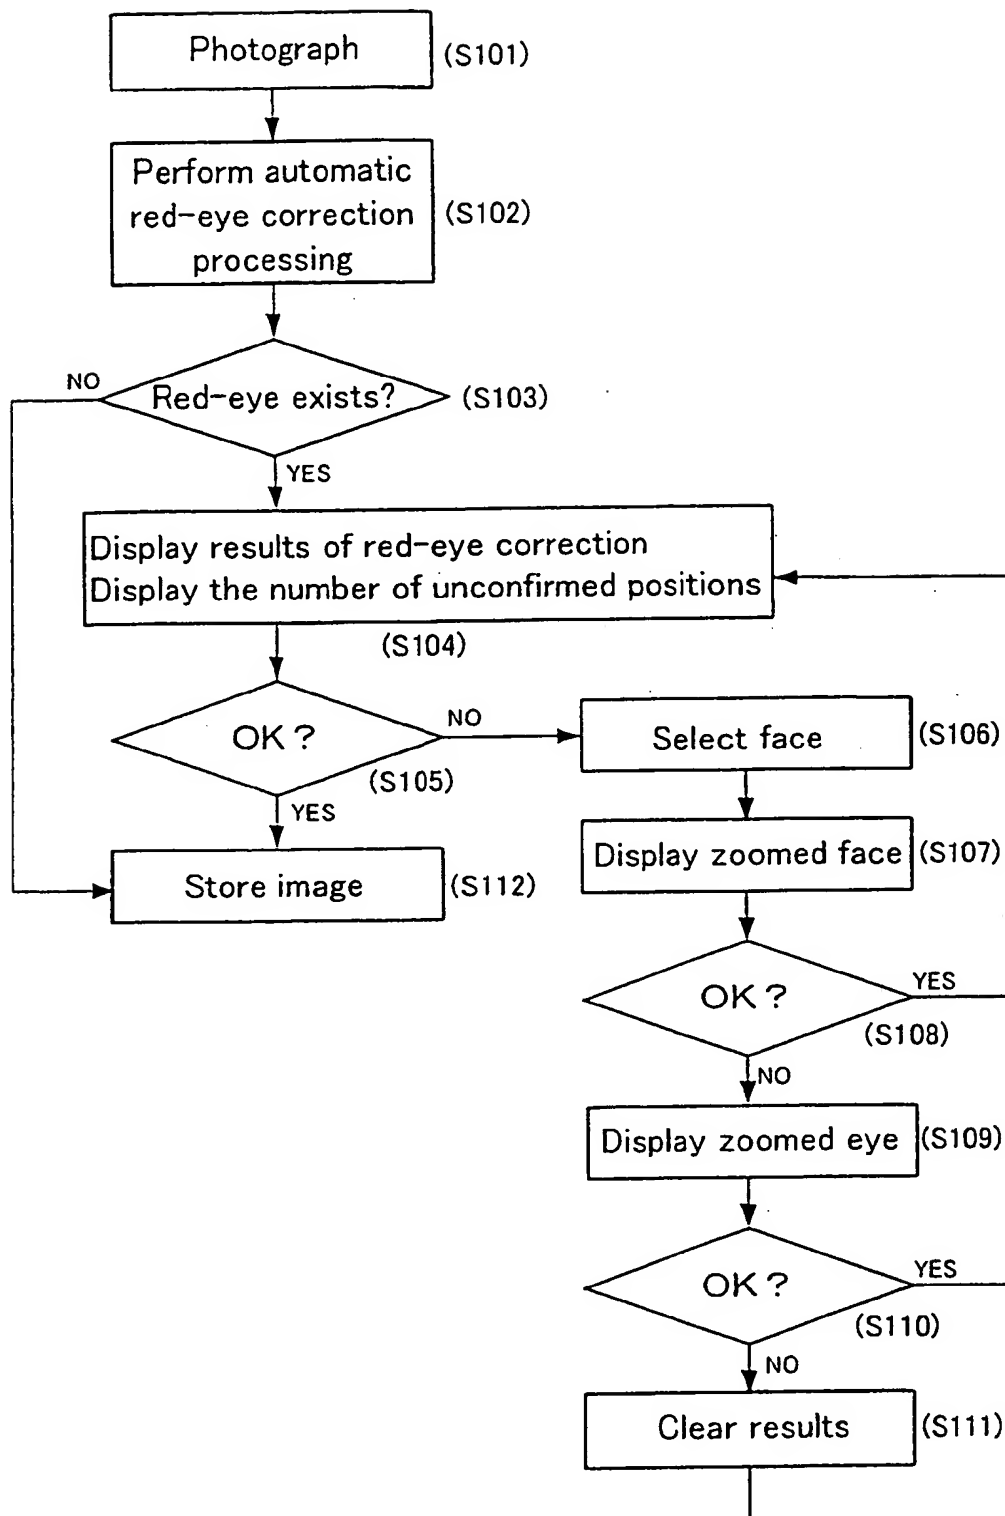 Photograph
(S101)
Perform automatic
red-eye correction
processing
(S102)
Red-eye exists?
(S103)
NO
YES
Display results of red-eye correction
Display the number of unconfirmed positions
(S104)
OK?
(S105)
NO
YES
Store image
(S112)
Select face
(S106)
Display zoomed face
(S107)
OK?
(S108)
YES
NO
Display zoomed eye
(S109)
OK?
(S110)
YES
NO
Clear results
(S111)